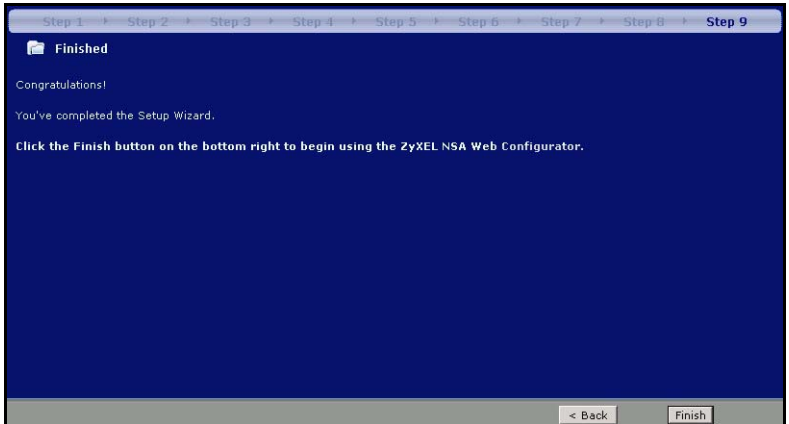 Step 1 Step 2 Step 3 Step 4 Step 5 Step 6 Step 7 Step 8 Step 9
Finished
Congratulations!
You've completed the Setup Wizard.
Click the Finish button on the bottom right to begin using the ZyXEL NSA Web Configurator.
< Back Finish